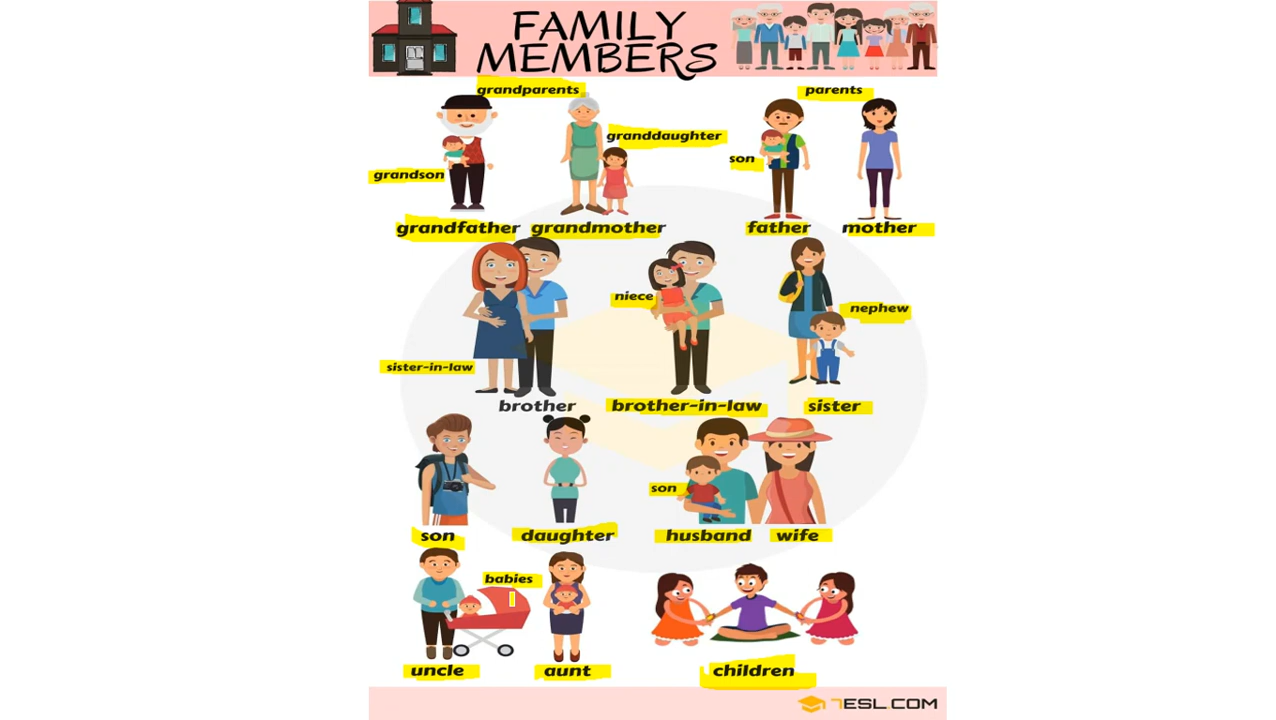 FAMILY
MEMBERS
grandparents
parents
granddaughter
son
grandson
grandfather grandmother father mother
niece
nephew
sister-in-law
brother brother-in-law sister
son
son daughter husband wife
babies
uncle aunt children
7ESL.COM